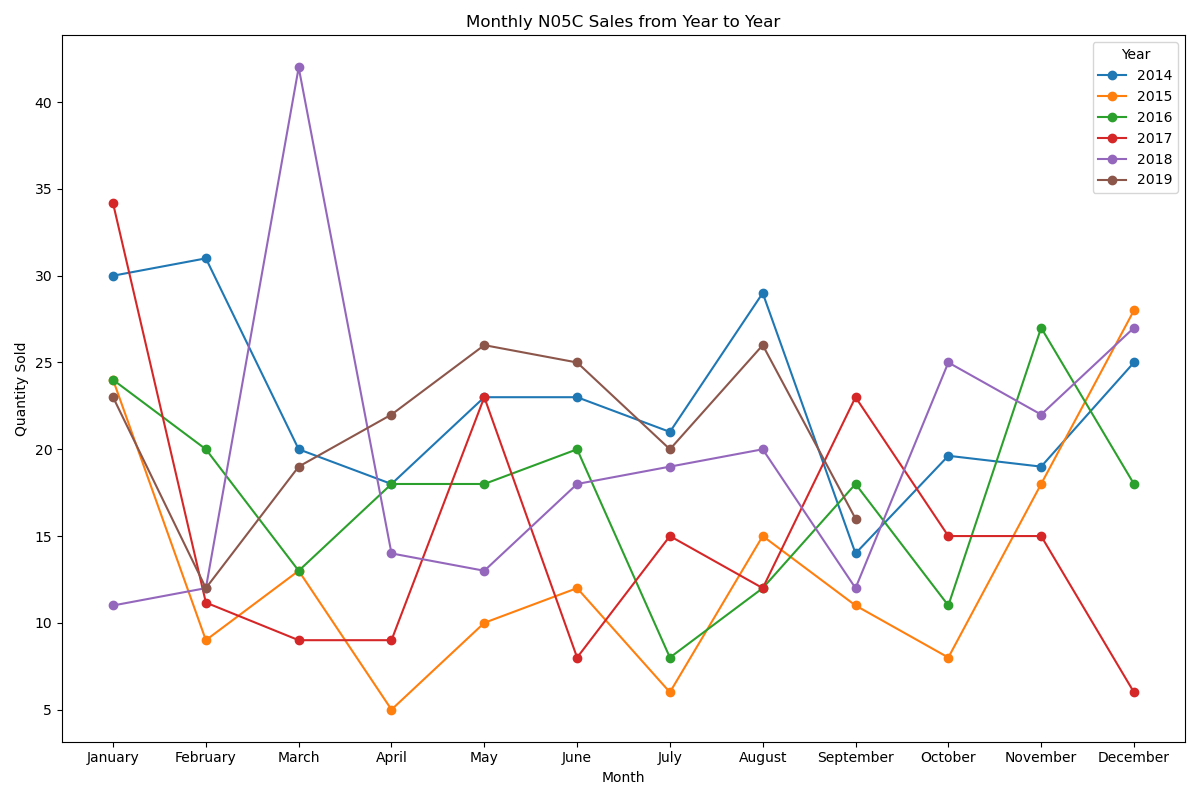 Monthly N05C Sales from Year to Year
Year
2014
2015
2016
2017
2018
2019
Quantity Sold
40
35
30
25
20
15
10
5
January February March April May June July August September October November December
Month